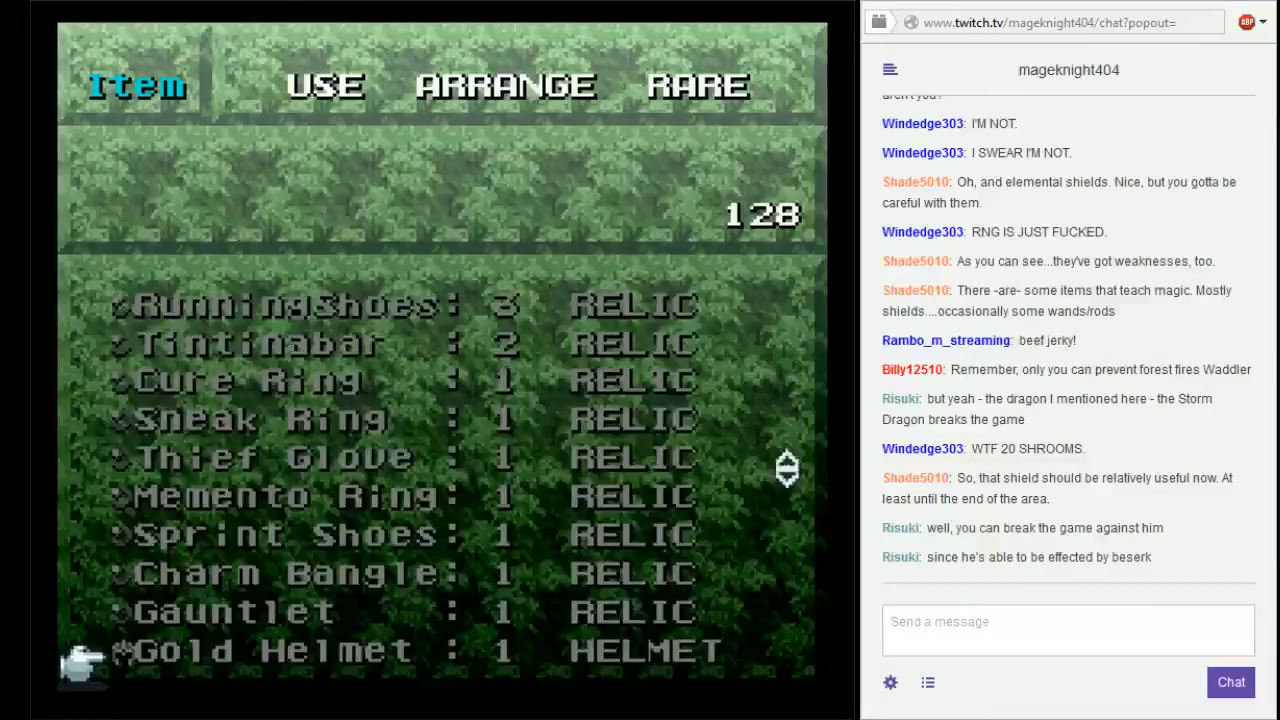 Item USE ARRANGE RARE
128
RunningShoes: 3 RELIC
Tintinabar : 2 RELIC
Cure Ring : 1 RELIC
Sneak Ring : 1 RELIC
Thief Glove : 1 RELIC
Memento Ring: 1 RELIC
Sprint Shoes: 1 RELIC
Charm Bangle: 1 RELIC
Gauntlet : 1 RELIC
Gold Helmet : 1 HELMET
www.twitch.tv/mageknight404/chat?popout=
ABP
mageknight404
aren't you?
Windedge303: I'M NOT.
Windedge303: I SWEAR I'M NOT.
Shade5010: Oh, and elemental shields. Nice, but you gotta be
careful with them.
Windedge303: RNG IS JUST FUCKED.
Shade5010: As you can see...they've got weaknesses, too.
Shade5010: There -are- some items that teach magic. Mostly
shields....occasionally some wands/rods
Rambo_m_streaming: beef jerky!
Billy12510: Remember, only you can prevent forest fires Waddler
Risuki: but yeah - the dragon I mentioned here - the Storm
Dragon breaks the game
Windedge303: WTF 20 SHROOMS.
Shade5010: So, that shield should be relatively useful now. At
least until the end of the area.
Risuki: well, you can break the game against him
Risuki: since he's able to be effected by beserk
Send a message
Chat